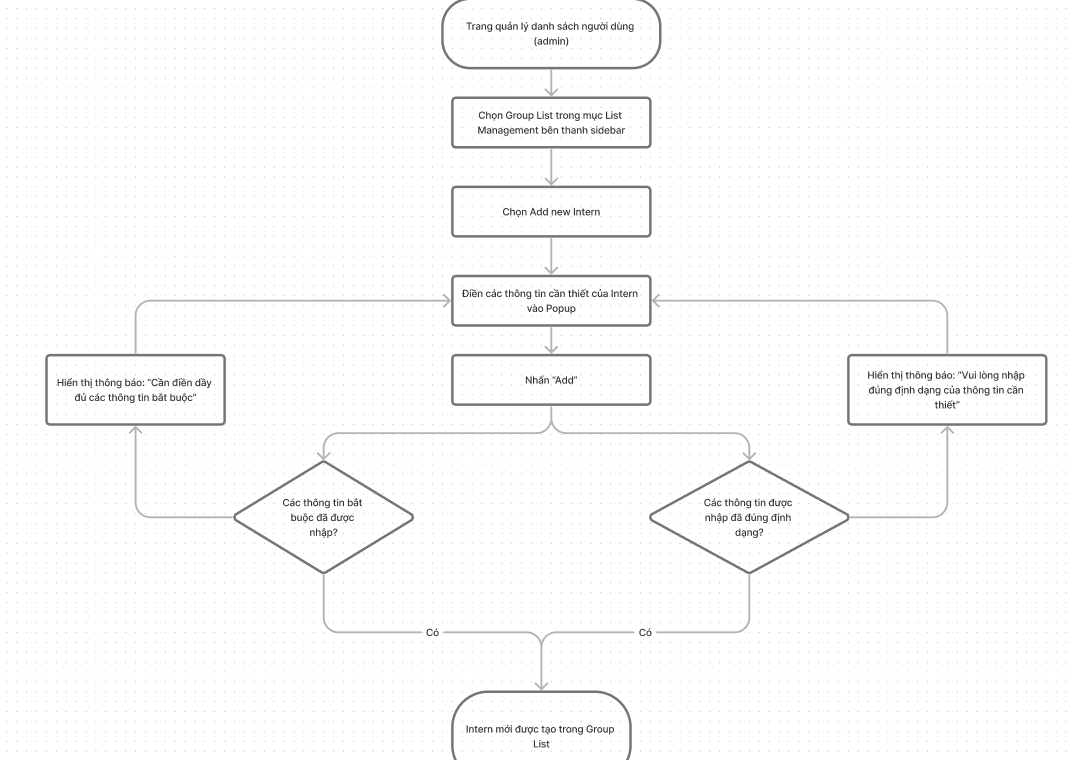 Trang quản lý danh sách người dùng
(admin)
Chọn Group List trong mục List
Management bên thanh sidebar
Chọn Add new Intern
Điền các thông tin cần thiết của Intern
vào Popup
Nhấn “Add”
Hiển thị thông báo: “Cần điền dầy
đủ các thông tin bắt buộc”
Hiển thị thông báo: “Vui lòng nhập
đúng định dạng của thông tin cần
thiết”
Các thông tin bắt
buộc đã được
nhập?
Các thông tin được
nhập đã đúng định
dạng?
Có
Có
Intern mới được tạo trong Group
List